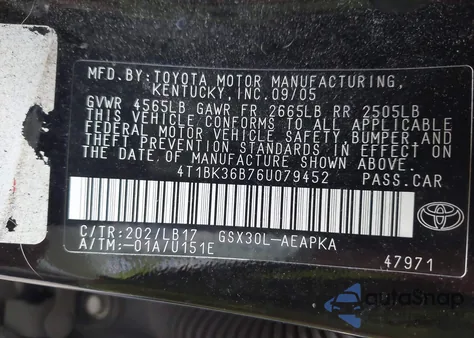 MFD. BY: TOYOTA MOTOR MANUFACTURING,
KENTUCKY, INC. 09/05
GVWR 4565LB GAWR FR 2665LB RR 2505LB
THIS VEHICLE CONFORMS TO ALL APPLICABLE
FEDERAL MOTOR VEHICLE SAFETY, BUMPER, AND
THEFT PREVENTION STANDARDS IN EFFECT ON
THE DATE OF MANUFACTURE SHOWN ABOVE.
4T1BK36B76U079452 PASS.CAR
C/TR:202/LB17 GSX30L-AEAPKA
A/TM:-01A/U151E
47971
autoSnap